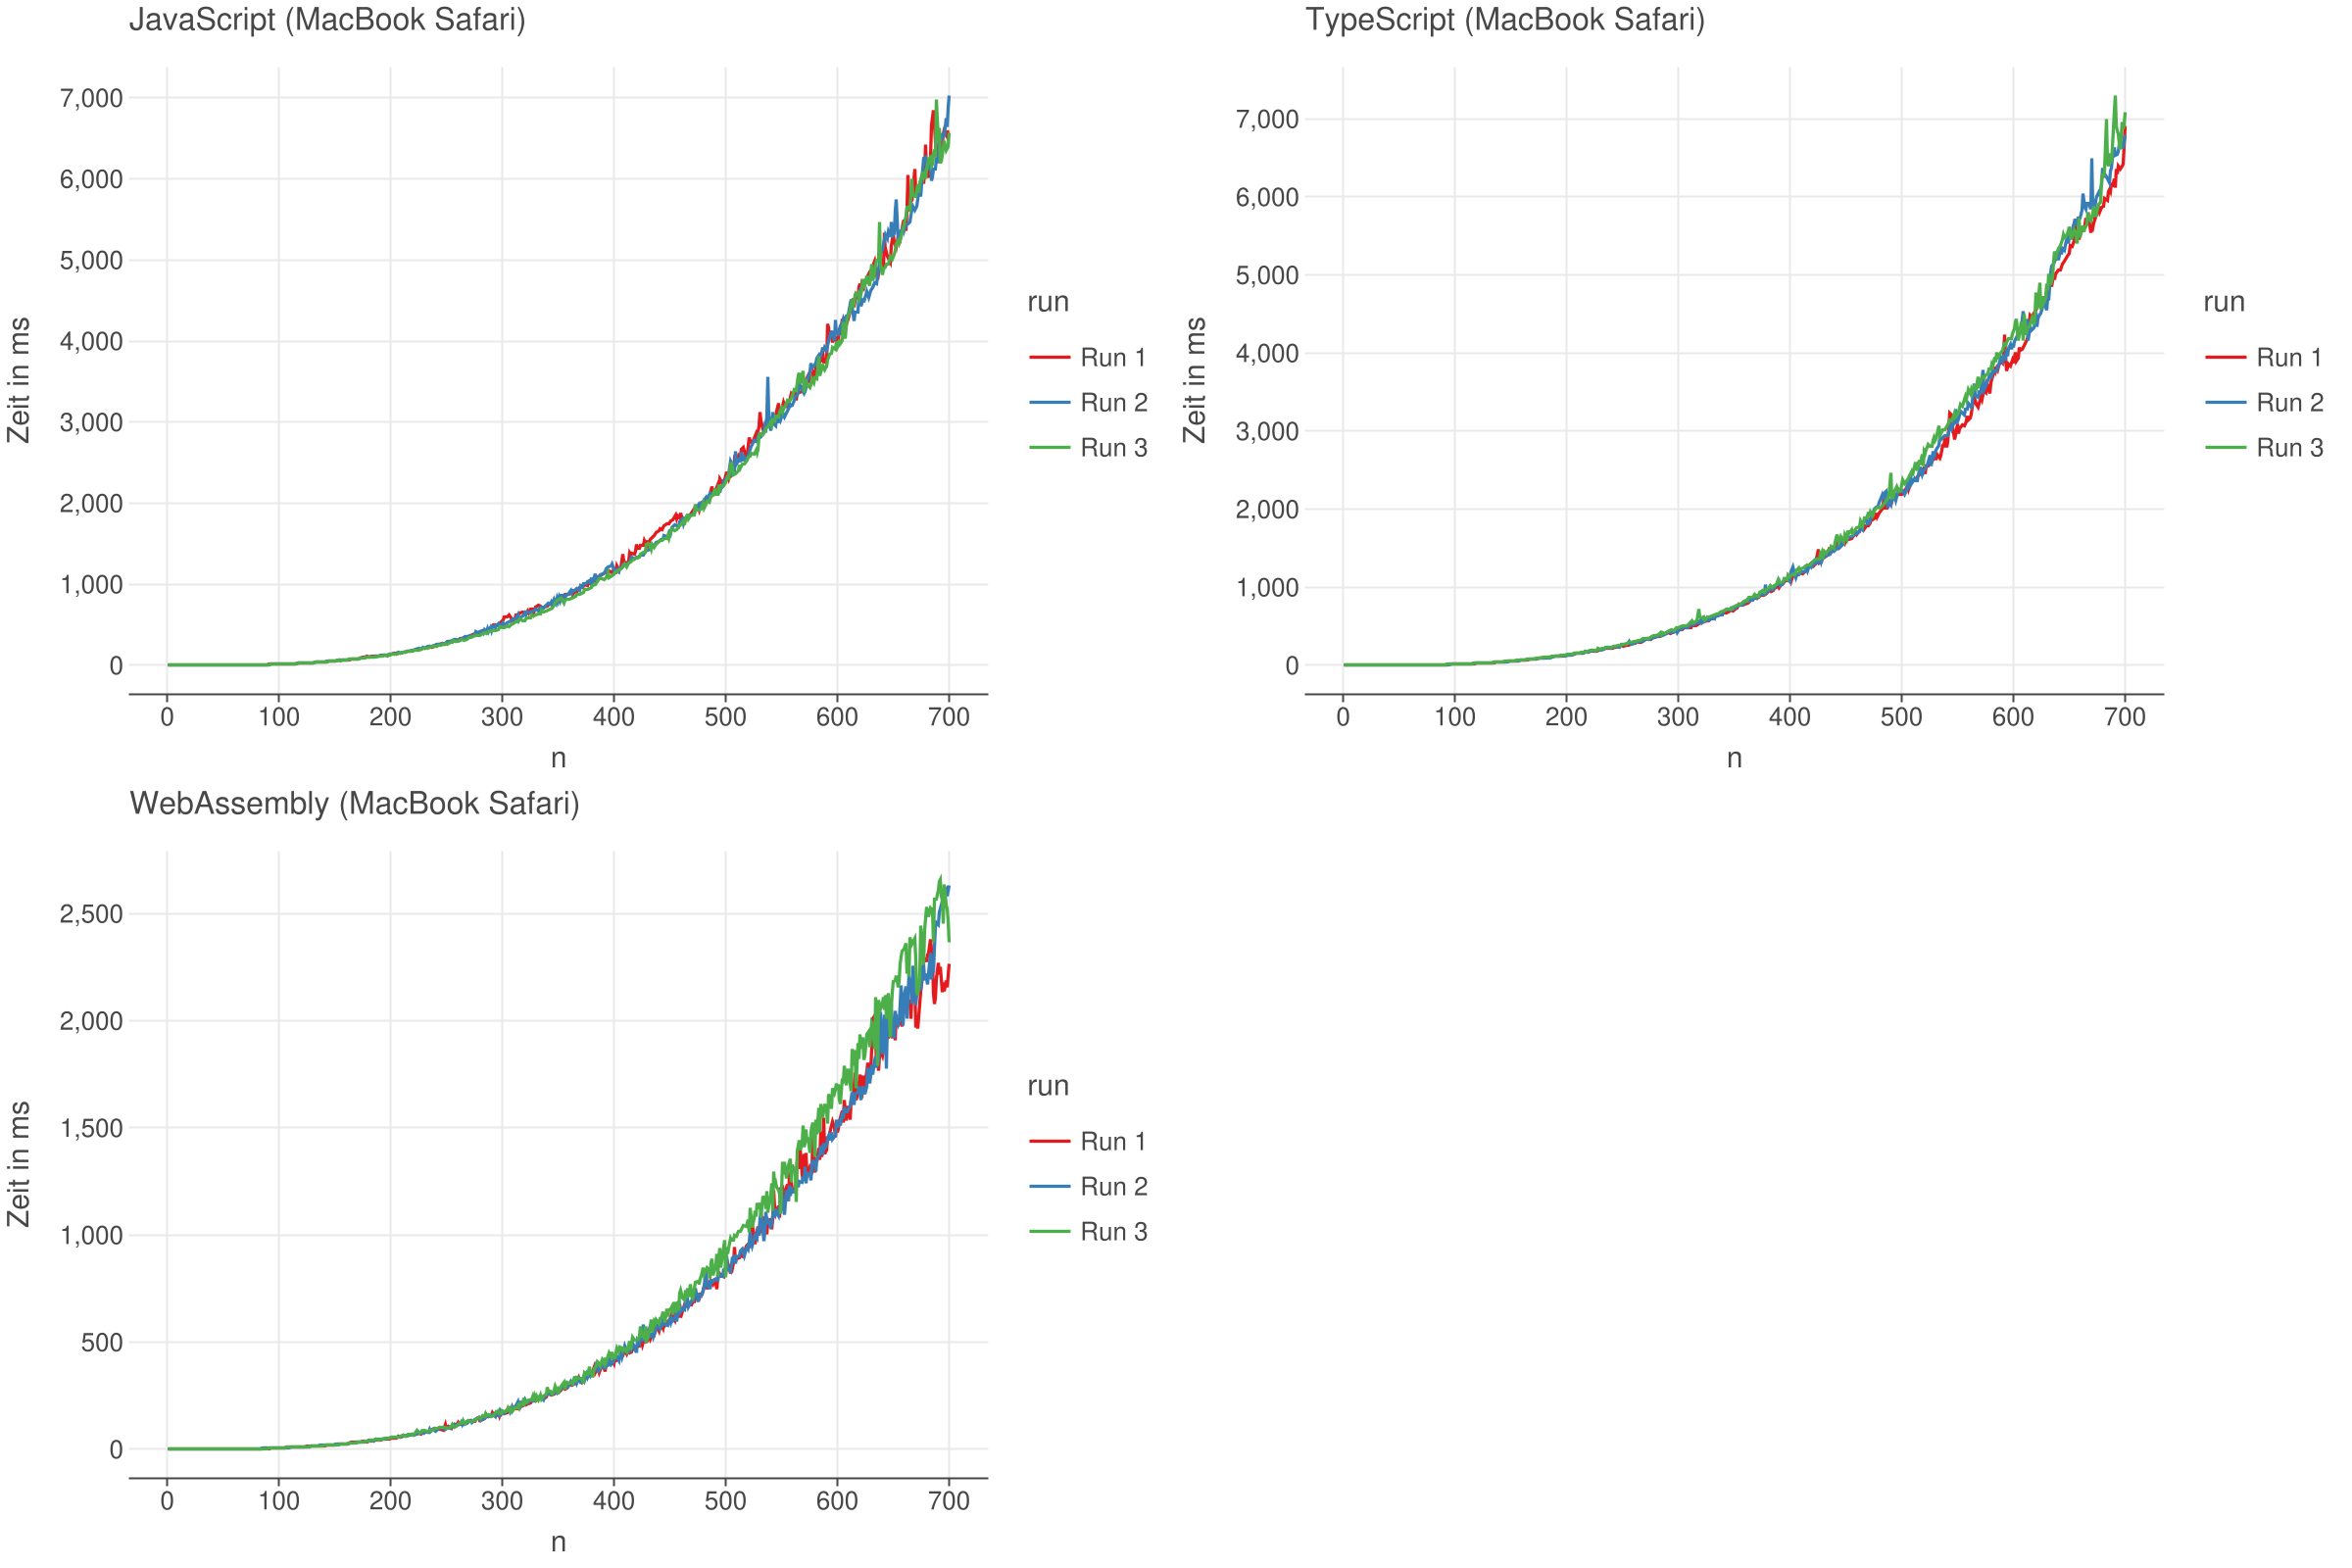 JavaScript (MacBook Safari)
7,000
6,000
5,000
4,000
3,000
2,000
1,000
0
Zeit in ms
0 100 200 300 400 500 600 700
n
run
Run 1
Run 2
Run 3
TypeScript (MacBook Safari)
7,000
6,000
5,000
4,000
3,000
2,000
1,000
0
Zeit in ms
0 100 200 300 400 500 600 700
n
run
Run 1
Run 2
Run 3
WebAssembly (MacBook Safari)
2,500
2,000
1,500
1,000
500
0
Zeit in ms
0 100 200 300 400 500 600 700
n
run
Run 1
Run 2
Run 3